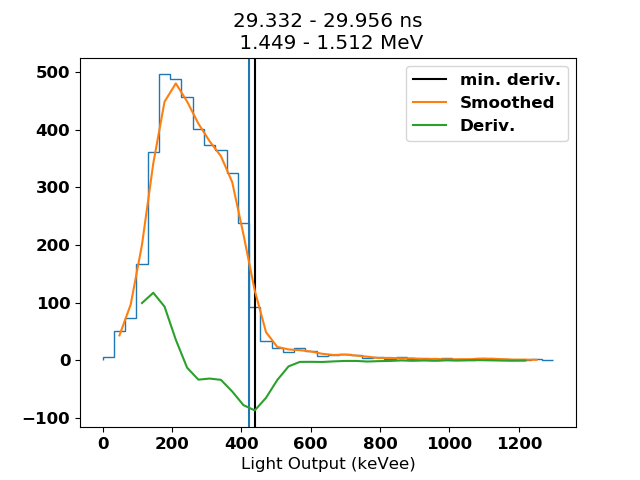 29.332 - 29.956 ns
1.449 - 1.512 MeV
min. deriv.
Smoothed
Deriv.
500
400
300
200
100
0
−100
0 200 400 600 800 1000 1200
Light Output (keVee)